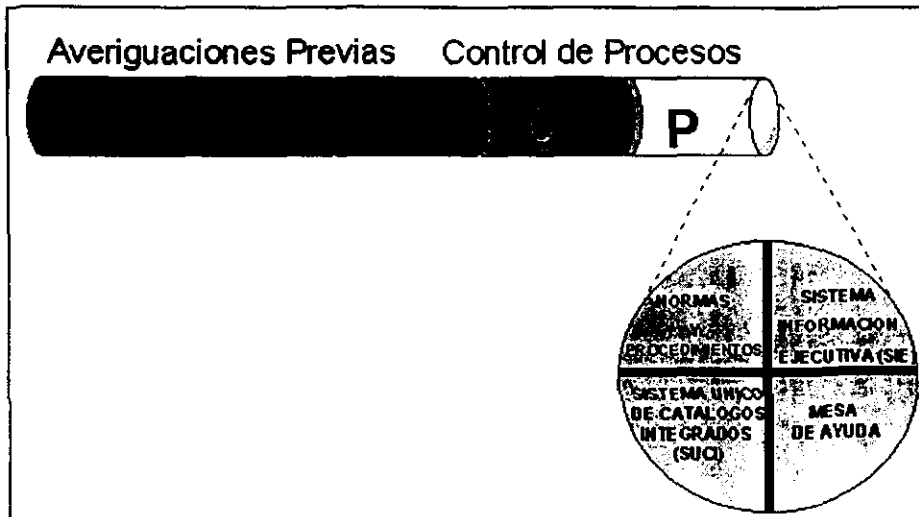 Averiguaciones Previas Control de Procesos
P
NORMAS
Y
PROCEDIMIENTOS
SISTEMA
INFORMACION
EJECUTIVA (SIE)
SISTEMA UNICO
DE CATALOGOS
INTEGRADOS
(SUCI)
MESA
DE AYUDA